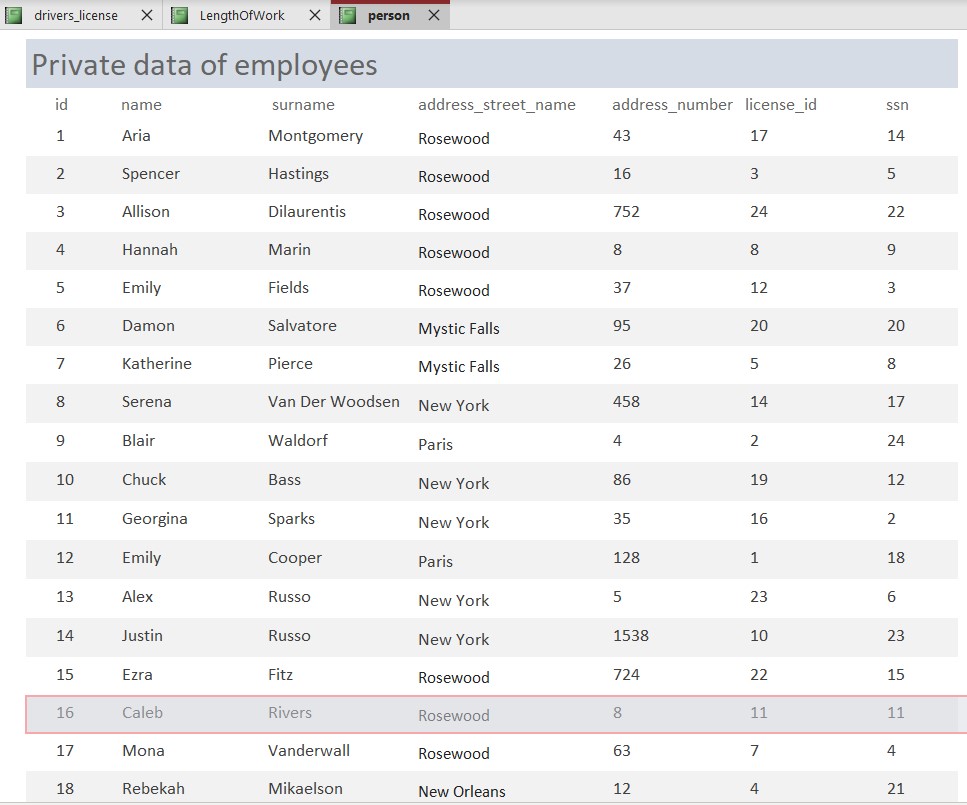 drivers_license LengthOfWork person
Private data of employees
id name surname address_street_name address_number license_id ssn
1 Aria Montgomery Rosewood 43 17 14
2 Spencer Hastings Rosewood 16 3 5
3 Allison Dilaurentis Rosewood 752 24 22
4 Hannah Marin Rosewood 8 8 9
5 Emily Fields Rosewood 37 12 3
6 Damon Salvatore Mystic Falls 95 20 20
7 Katherine Pierce Mystic Falls 26 5 8
8 Serena Van Der Woodsen New York 458 14 17
9 Blair Waldorf Paris 4 2 24
10 Chuck Bass New York 86 19 12
11 Georgina Sparks New York 35 16 2
12 Emily Cooper Paris 128 1 18
13 Alex Russo New York 5 23 6
14 Justin Russo New York 1538 10 23
15 Ezra Fitz Rosewood 724 22 15
16 Caleb Rivers Rosewood 8 11 11
17 Mona Vanderwall Rosewood 63 7 4
18 Rebekah Mikaelson New Orleans 12 4 21